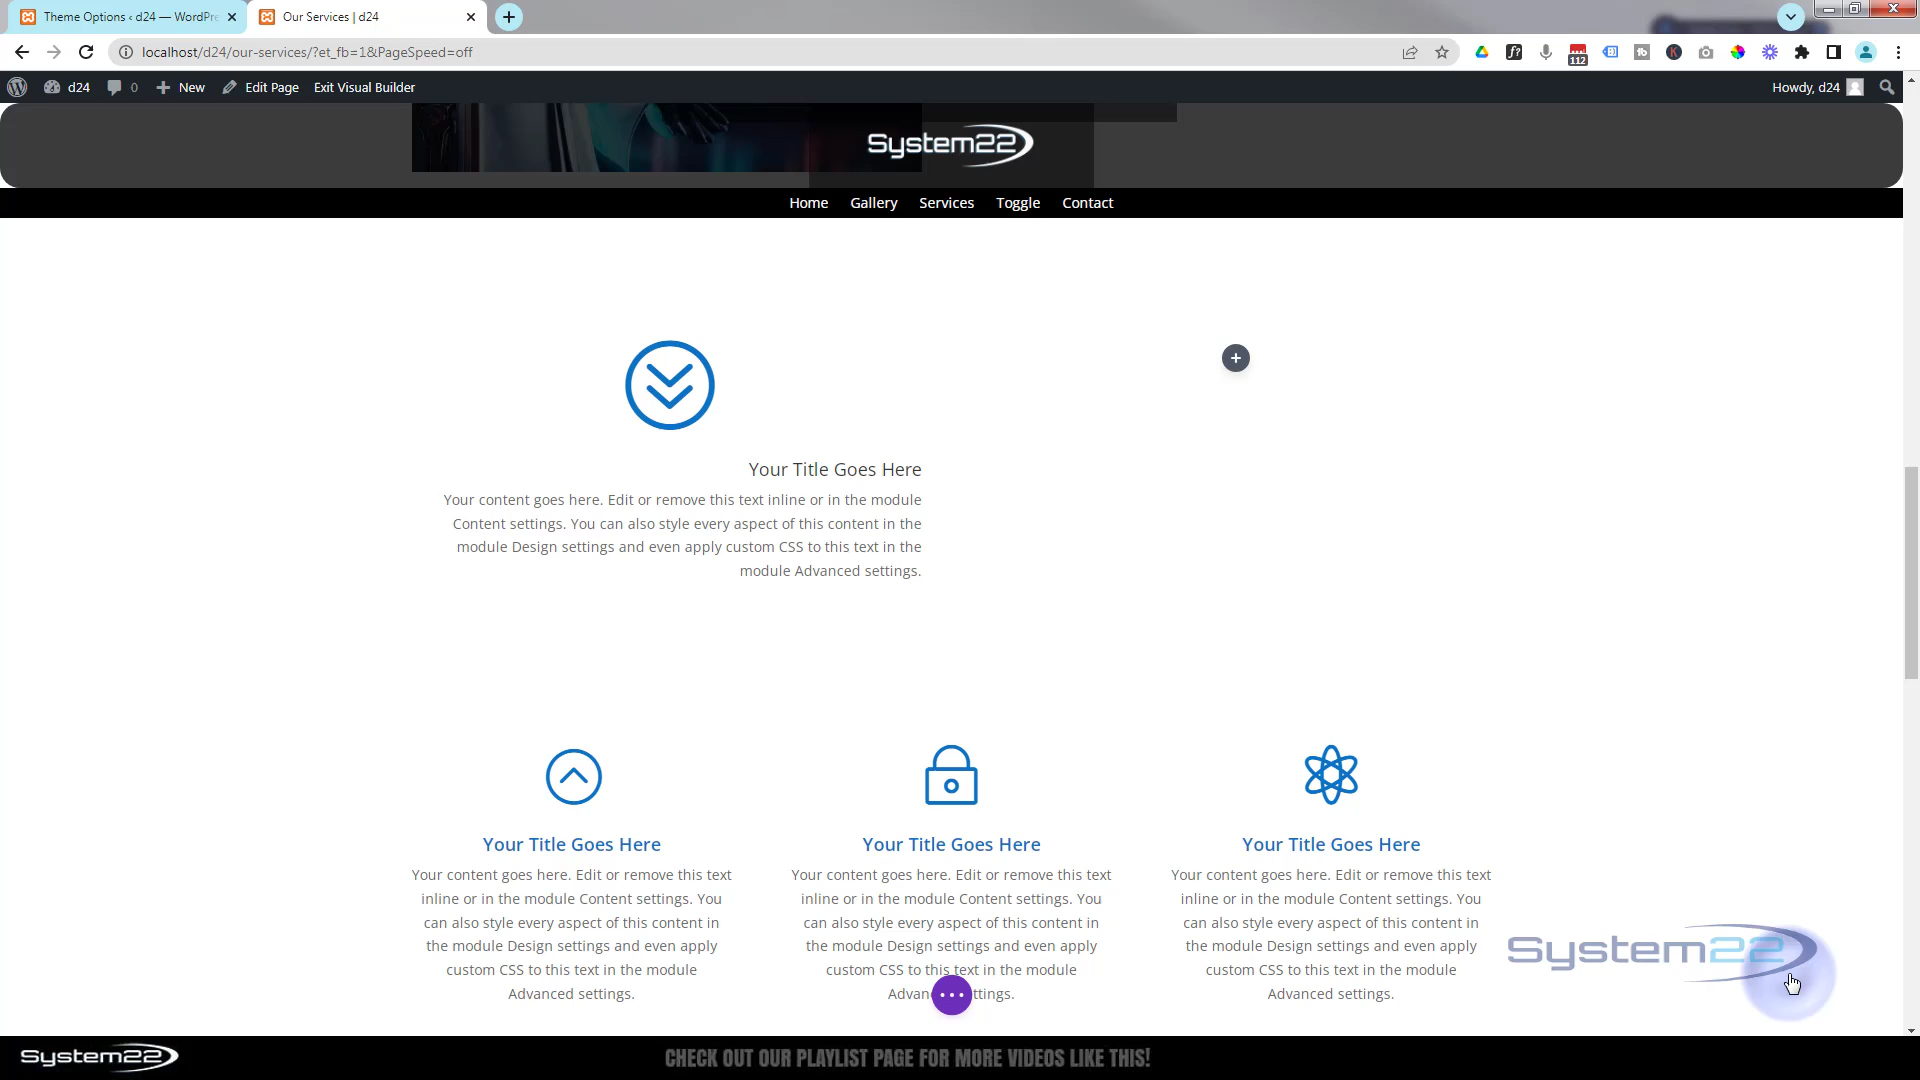 Theme Options ‹ d24 — WordPre
Our Services | d24
localhost/d24/our-services/?et_fb=1&PageSpeed=off
f?
112
tb
K
d24
0
New
Edit Page
Exit Visual Builder
Howdy, d24
System22
Home
Gallery
Services
Toggle
Contact
Your Title Goes Here
Your content goes here. Edit or remove this text inline or in the module
Content settings. You can also style every aspect of this content in the
module Design settings and even apply custom CSS to this text in the
module Advanced settings.
Your Title Goes Here
Your content goes here. Edit or remove this text
inline or in the module Content settings. You
can also style every aspect of this content in
the module Design settings and even apply
custom CSS to this text in the module
Advanced settings.
Your Title Goes Here
Your content goes here. Edit or remove this text
inline or in the module Content settings. You
can also style every aspect of this content in
the module Design settings and even apply
custom CSS to this text in the module
Advan ttings.
Your Title Goes Here
Your content goes here. Edit or remove this text
inline or in the module Content settings. You
can also style every aspect of this content in
the module Design settings and even apply
custom CSS to this text in the module
Advanced settings.
System22
System22
CHECK OUT OUR PLAYLIST PAGE FOR MORE VIDEOS LIKE THIS!